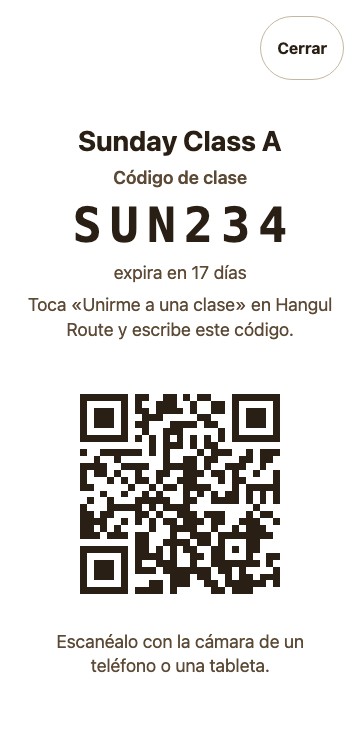 Cerrar
Sunday Class A
Código de clase
SUN234
expira en 17 días
Toca «Unirme a una clase» en Hangul
Route y escribe este código.
Escanéalo con la cámara de un
teléfono o una tableta.